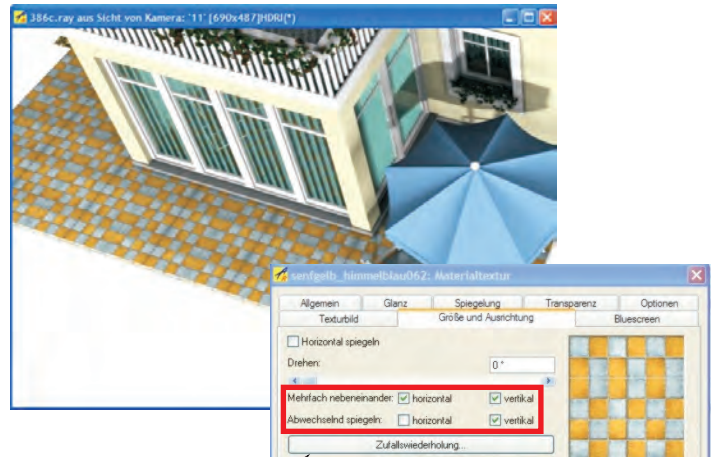 386c.ray aus Sicht von Kamera: '11' [690x487]HDRI(*)
senfgelb_himmelblau062: Materialtextur
Allgemein Glanz Spiegelung Transparenz Optionen
Texturbild Größe und Ausrichtung Bluescreen
Horizontal spiegeln
Drehen: 0 °
Mehrfach nebeneinander: horizontal vertikal
Abwechselnd spiegeln: horizontal vertikal
Zufallswiederholung...